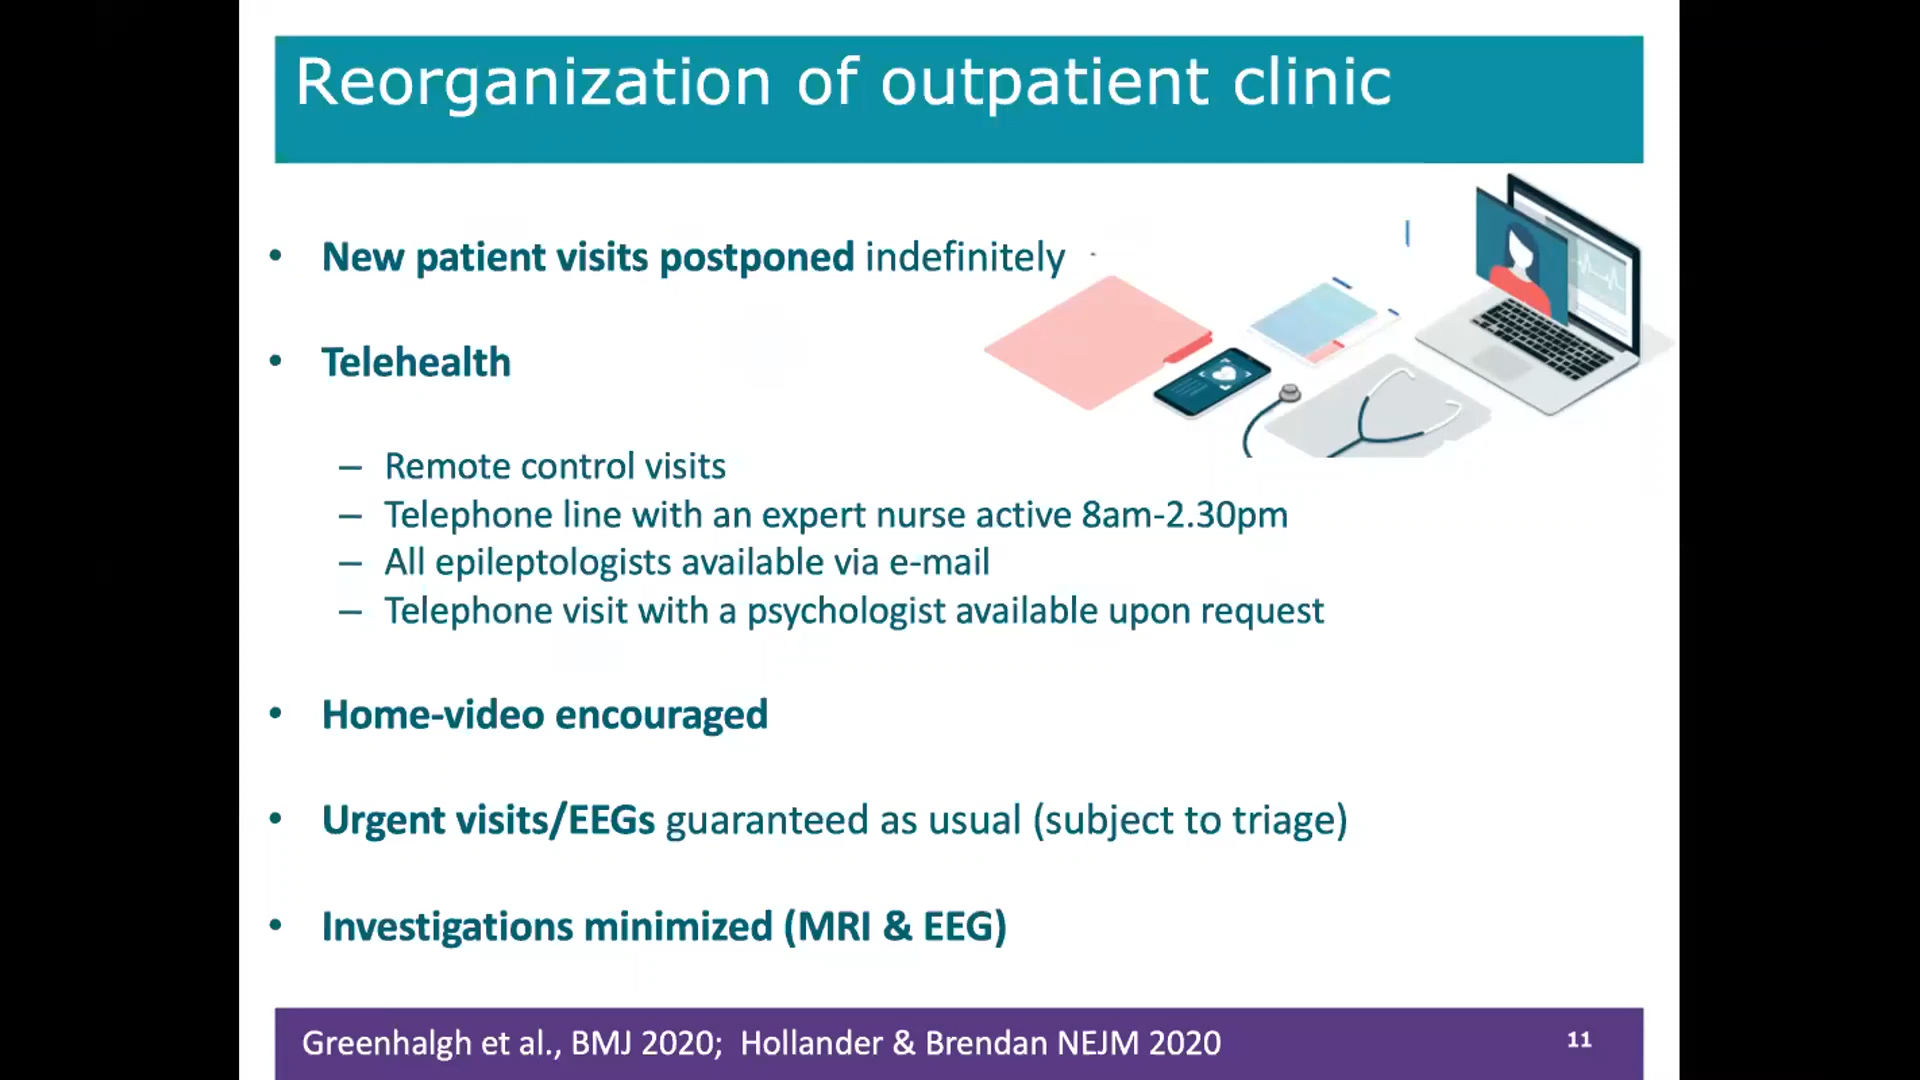 Reorganization of outpatient clinic
• New patient visits postponed indefinitely
• Telehealth
– Remote control visits
– Telephone line with an expert nurse active 8am-2.30pm
– All epileptologists available via e-mail
– Telephone visit with a psychologist available upon request
• Home-video encouraged
• Urgent visits/EEGs guaranteed as usual (subject to triage)
• Investigations minimized (MRI & EEG)
Greenhalgh et al., BMJ 2020; Hollander & Brendan NEJM 2020
11